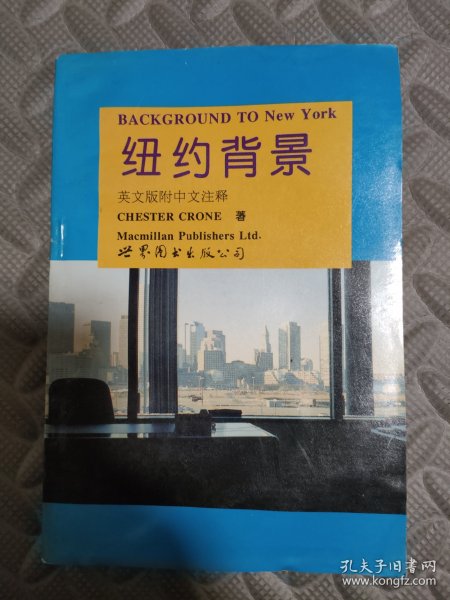 BACKGROUND TO New York
纽约背景
英文版附中文注释
CHESTER CRONE 著
Macmillan Publishers Ltd.
世界图书出版公司
孔夫子旧书网
www.kongfz.com